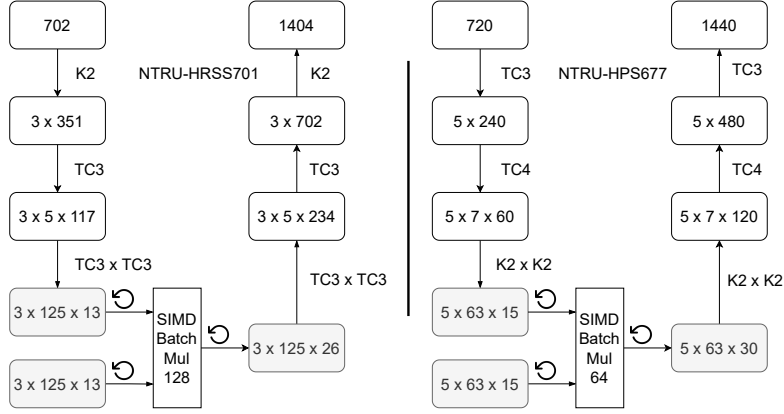 702
K2
3 x 351
TC3
3 x 5 x 117
TC3 x TC3
3 x 125 x 13
3 x 125 x 13
SIMD
Batch
Mul
128
3 x 125 x 26
TC3 x TC3
3 x 5 x 234
TC3
3 x 702
K2
1404
NTRU-HRSS701
720
TC3
5 x 240
TC4
5 x 7 x 60
K2 x K2
5 x 63 x 15
5 x 63 x 15
SIMD
Batch
Mul
64
5 x 63 x 30
K2 x K2
5 x 7 x 120
TC4
5 x 480
TC3
1440
NTRU-HPS677